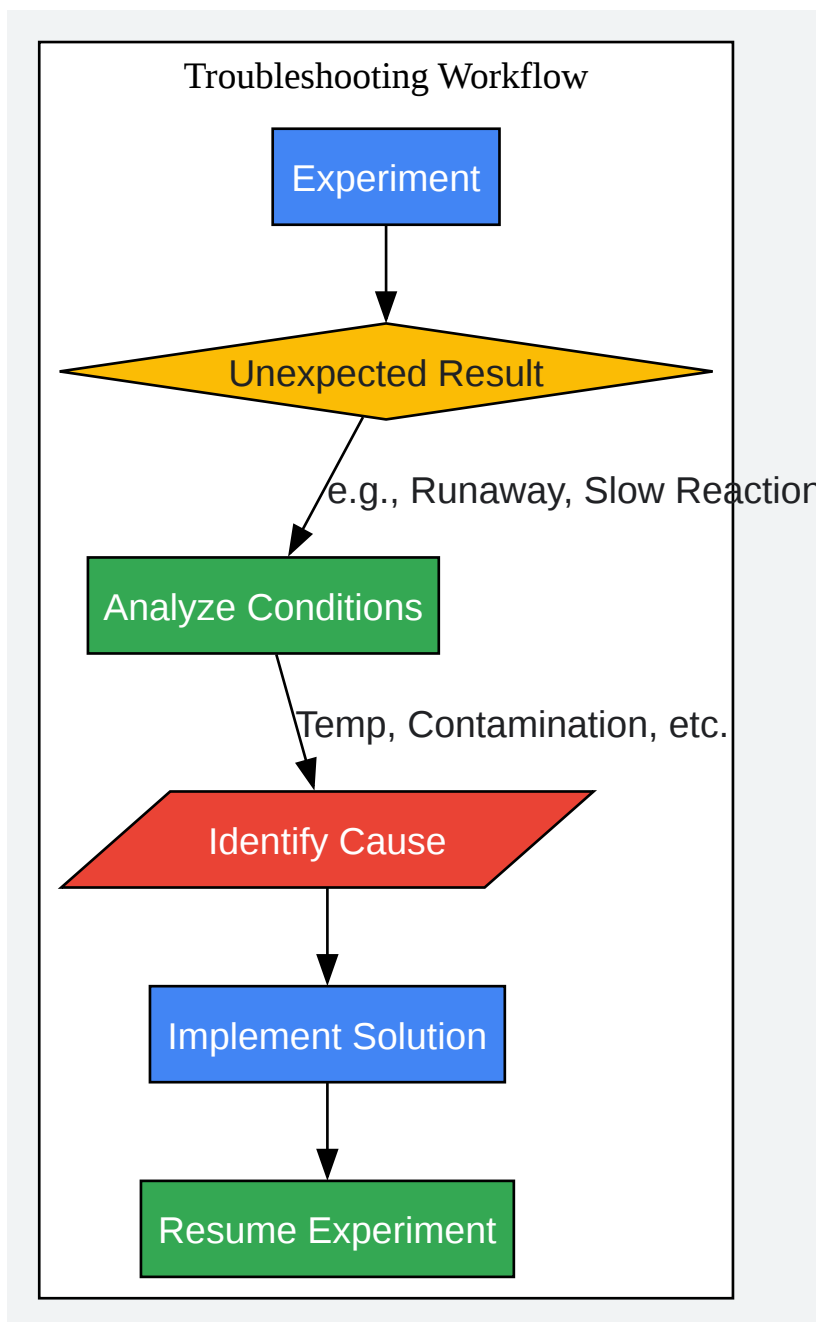 Troubleshooting Workflow
Experiment
Unexpected Result
e.g., Runaway, Slow Reaction
Analyze Conditions
Temp, Contamination, etc.
Identify Cause
Implement Solution
Resume Experiment